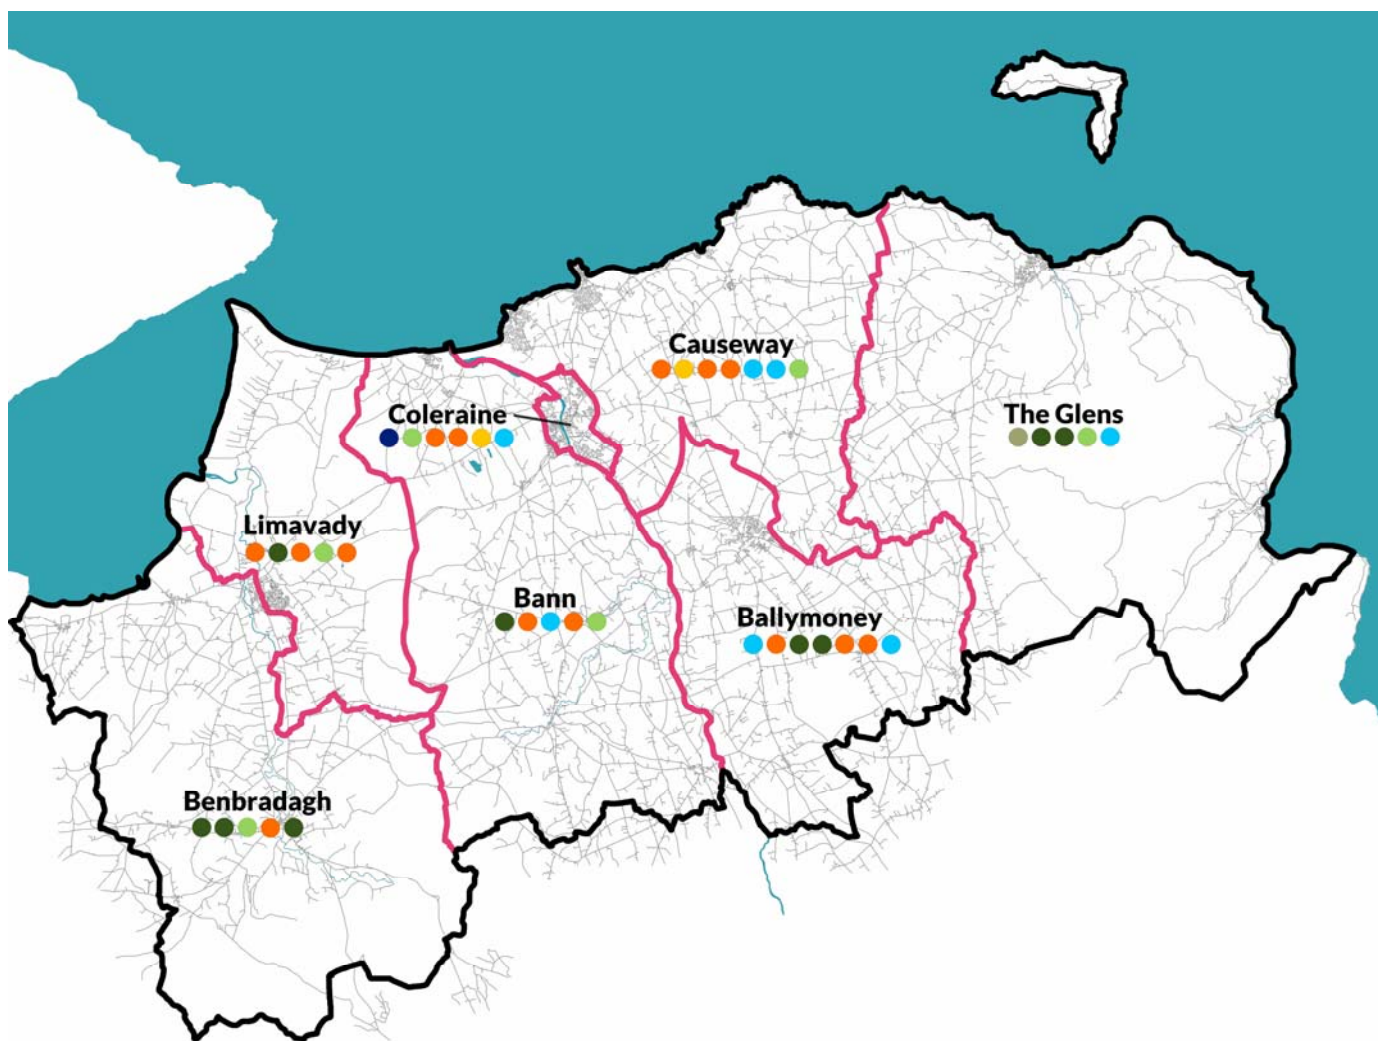 Causeway
Coleraine
The Glens
Limavady
Bann
Ballymoney
Benbradagh